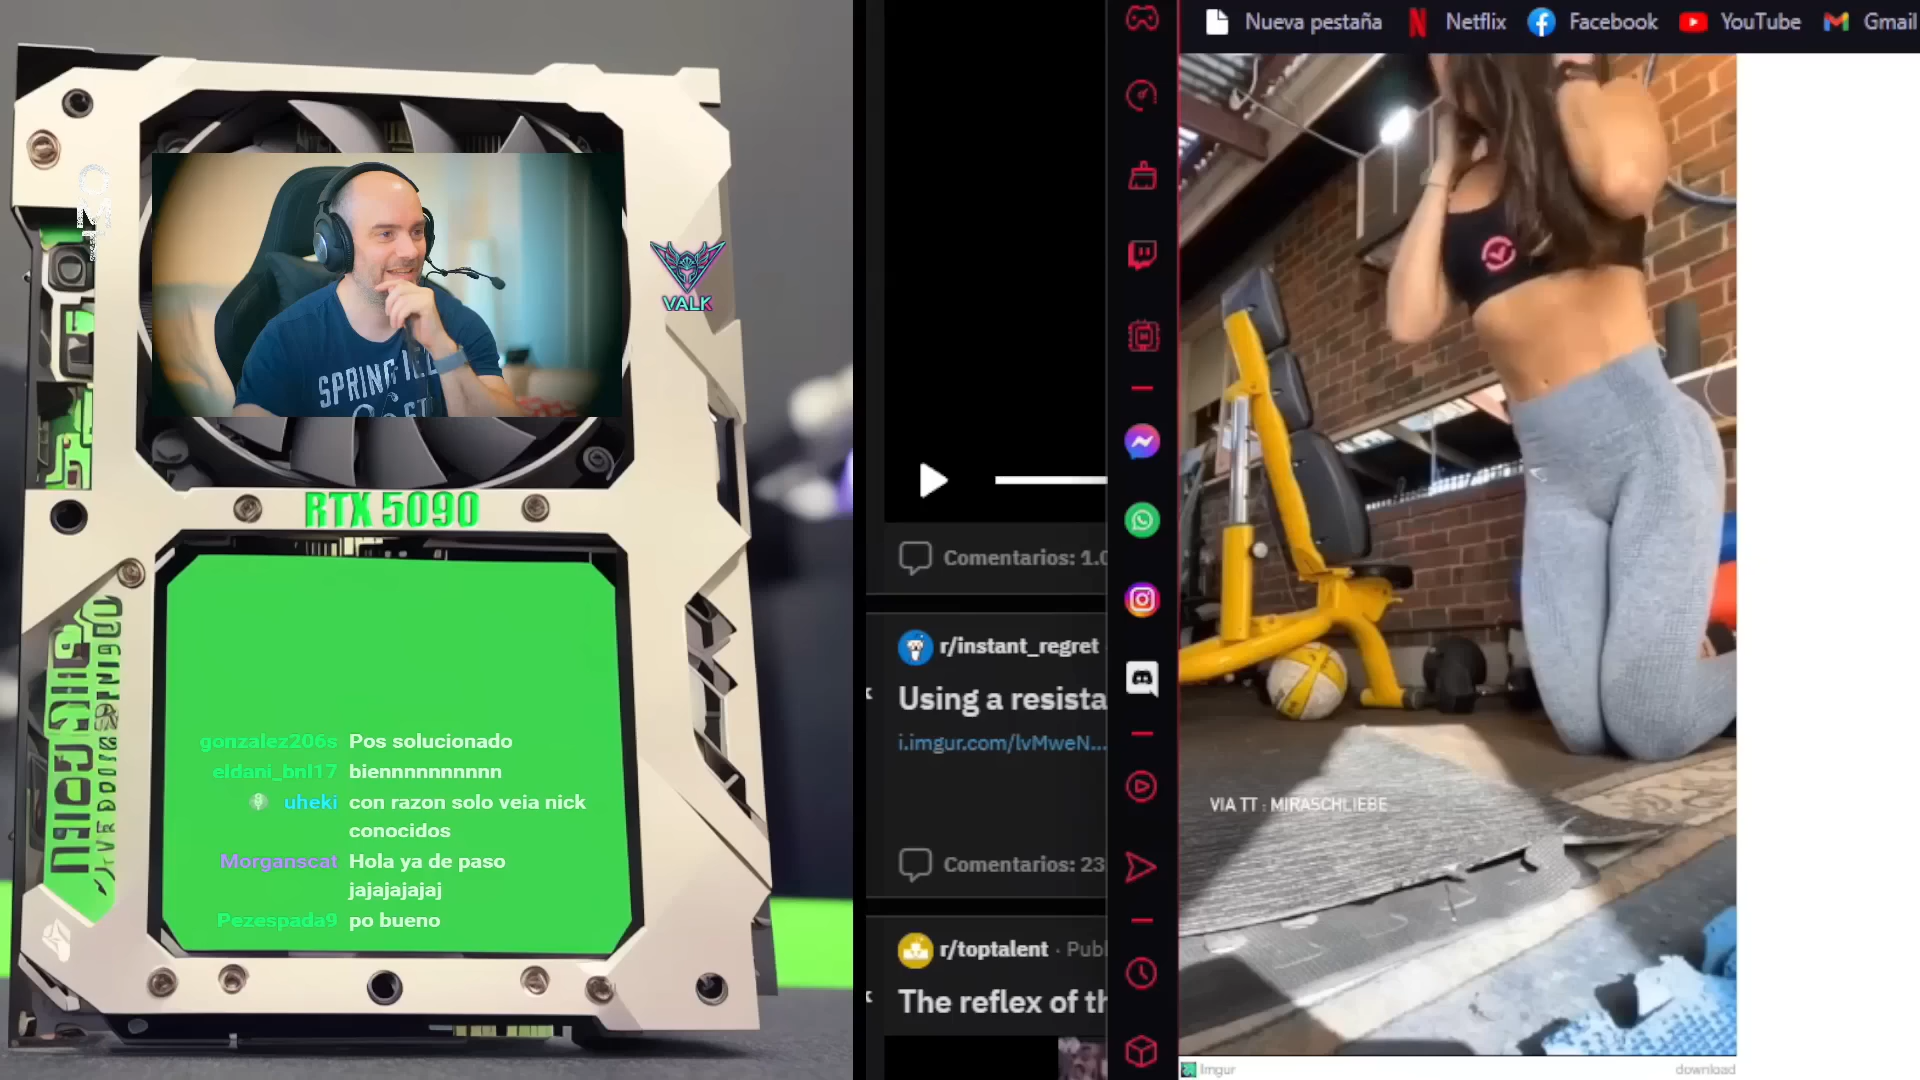 Nueva pestaña
Netflix
Facebook
YouTube
Gmail
SPRINGFIEL
VALK
RTX 5090
gonzalez206s Pos solucionado
eldani_bnl17 biennnnnnnnnn
uheki con razon solo veia nick
conocidos
Morganscat Hola ya de paso
jajajajajaj
Pezespada9 po bueno
Comentarios: 1.0
r/instant_regret
Using a resista
i.imgur.com/lvMweN...
Comentarios: 23
r/toptalent · Publ
The reflex of th
VIA TT : MIRASCHLIEBE
Imgur
download